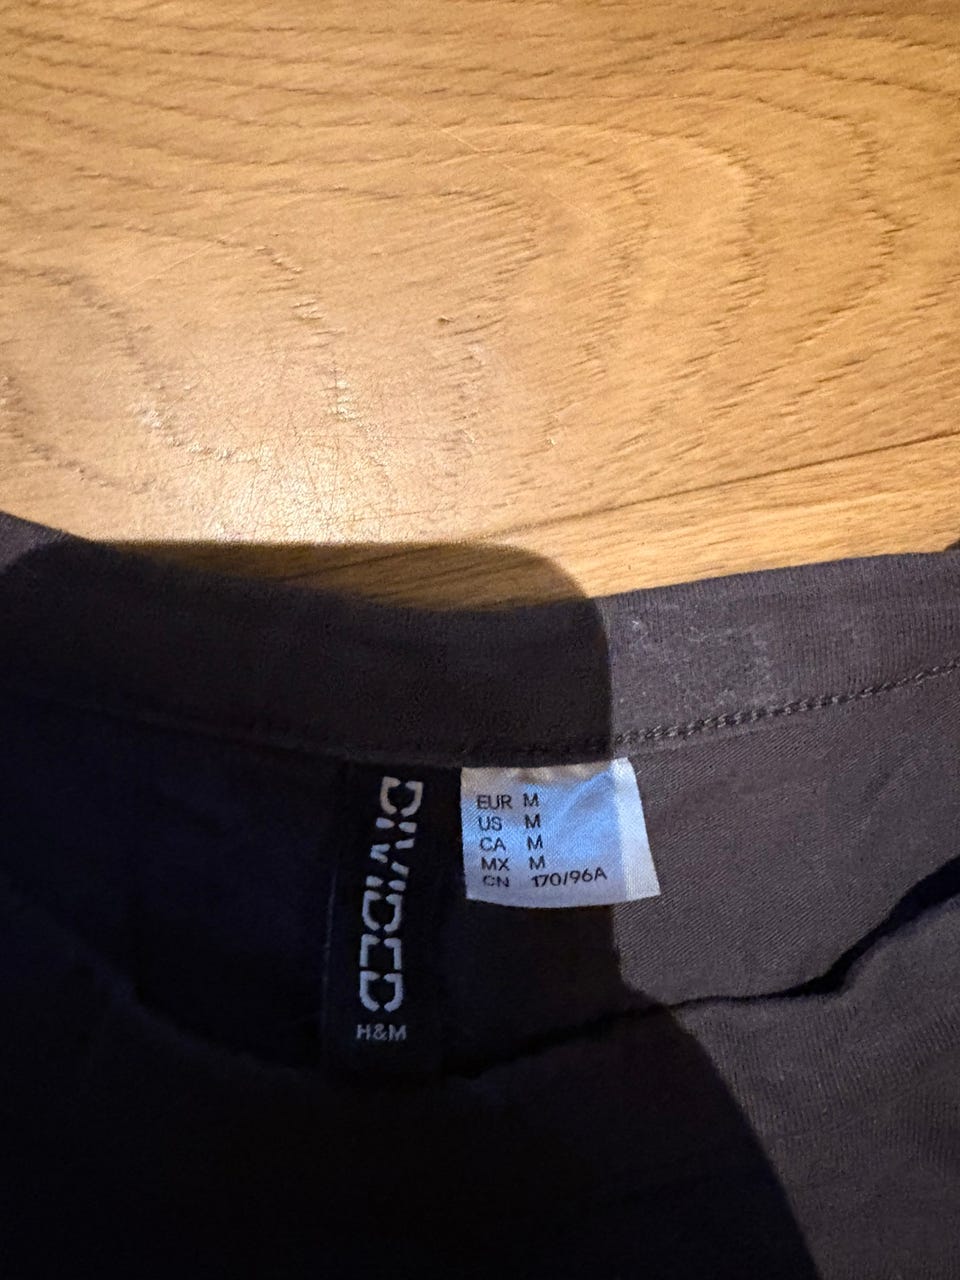 DIVIDED
H&M
EUR M
US M
CA M
MX M
CN 170/96A